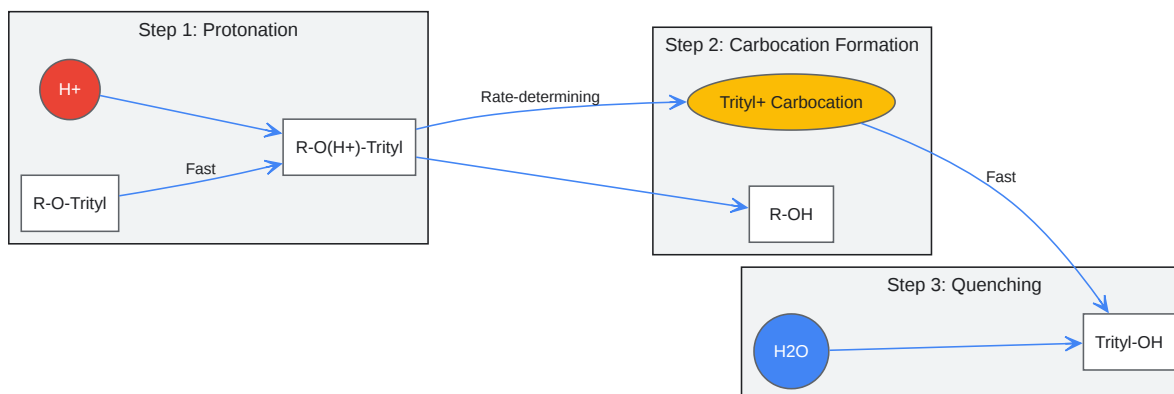 Step 1: Protonation
H+
R-O-Trityl
Fast
R-O(H+)-Trityl
Rate-determining
Step 2: Carbocation Formation
Trityl+ Carbocation
R-OH
Fast
Step 3: Quenching
H2O
Trityl-OH